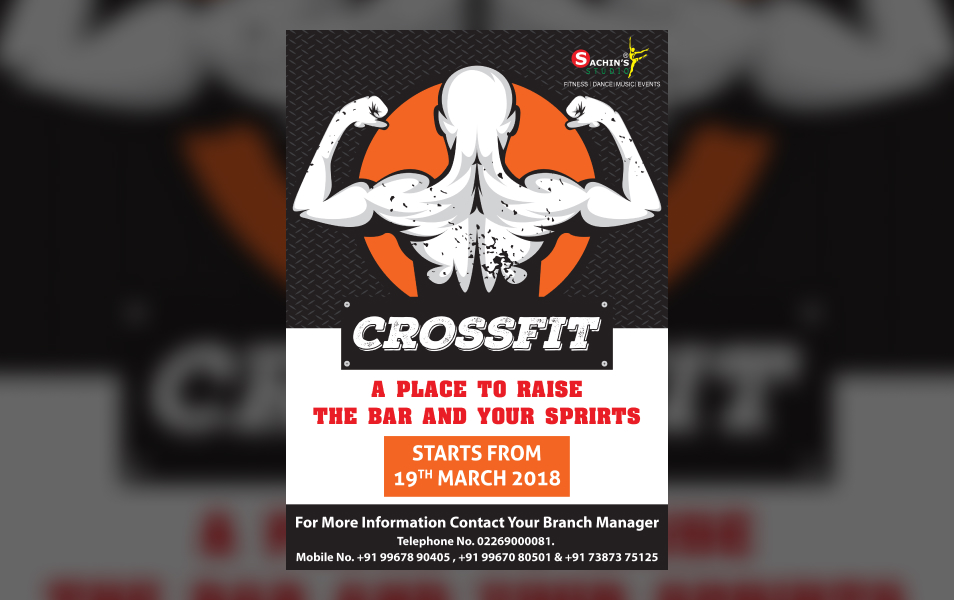 SACHIN'S
STUDIO
FITNESS | DANCE | MUSIC | EVENTS
CROSSFIT
A PLACE TO RAISE
THE BAR AND YOUR SPRIRTS
STARTS FROM
19TH MARCH 2018
For More Information Contact Your Branch Manager
Telephone No. 02269000081.
Mobile No. +91 99678 90405 , +91 99670 80501 & +91 73873 75125